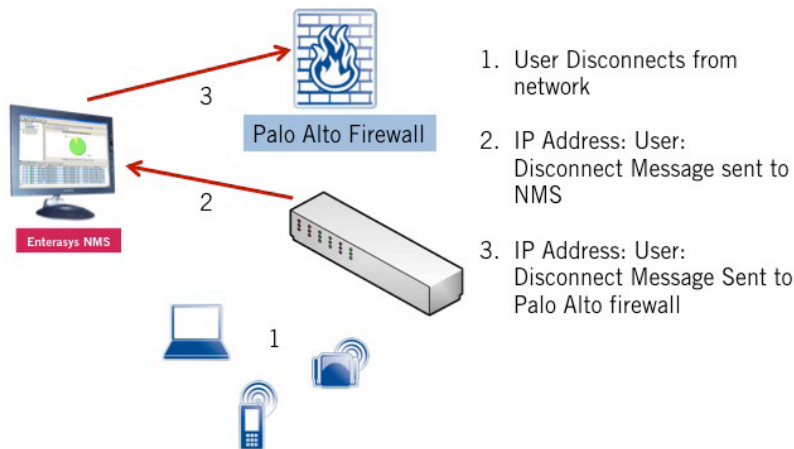 3
Palo Alto Firewall
2
Enterasys NMS
1
1. User Disconnects from
network
2. IP Address: User:
Disconnect Message sent to
NMS
3. IP Address: User:
Disconnect Message Sent to
Palo Alto firewall